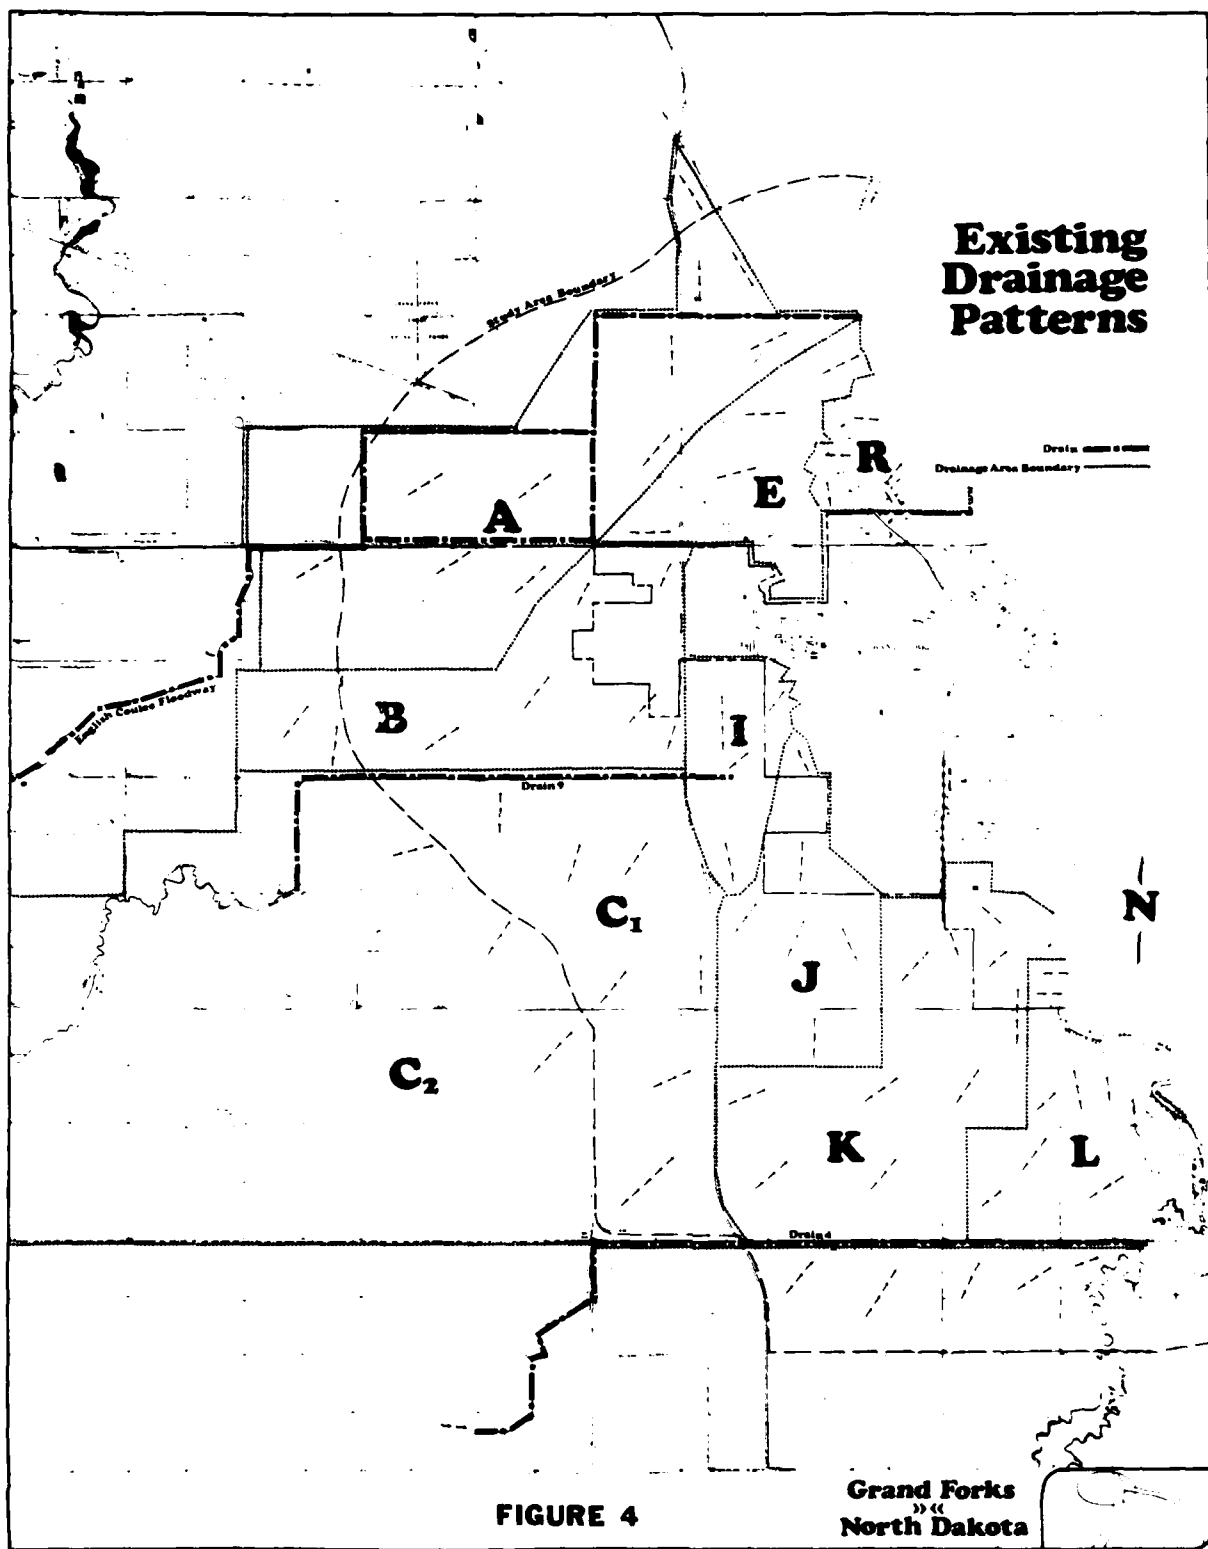 Existing
Drainage
Patterns
Study Area Boundary
Drain
Drainage Area Boundary
R
E
A
English Coulee Floodway
B
I
Drain 9
C1
N
J
C2
K
L
Drain 4
FIGURE 4
Grand Forks
»«
North Dakota